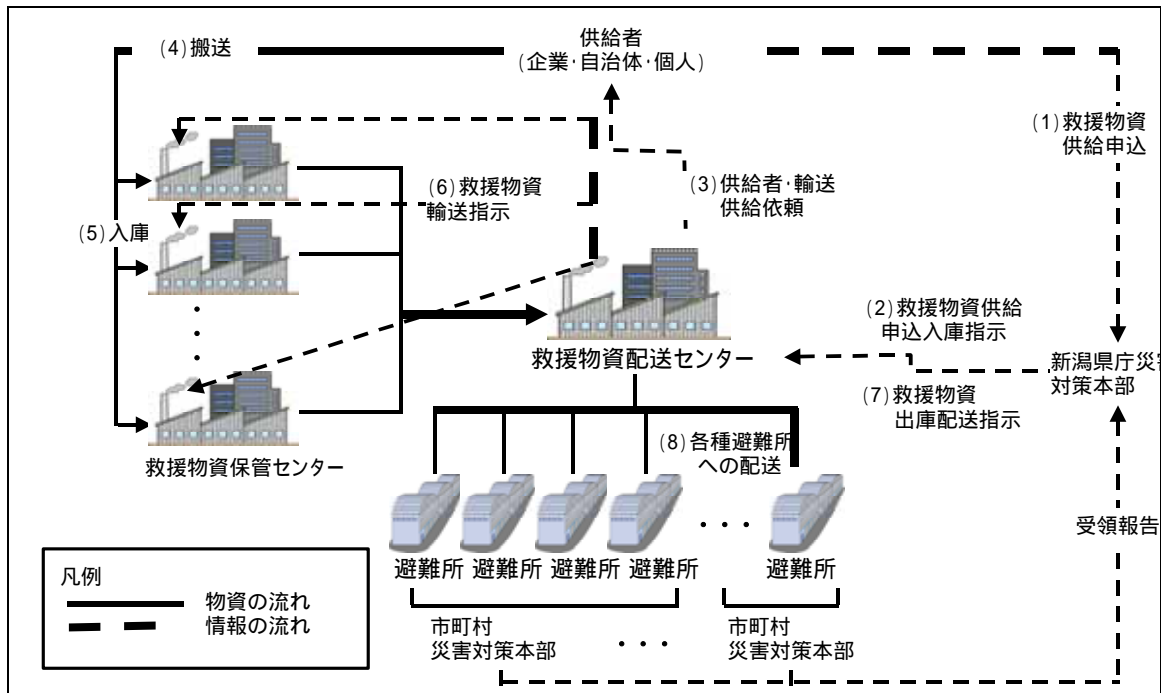 (4)搬送
供給者
(企業･自治体･個人)
(1)救援物資
供給申込
(6)救援物資
輸送指示
(3)供給者･輸送
供給依頼
(5)入庫
(2)救援物資供給
申込入庫指示
救援物資配送センター
新潟県庁災害
対策本部
(7)救援物資
出庫配送指示
(8)各種避難所
への配送
救援物資保管センター
･･･
受領報告
避難所 避難所 避難所 避難所 避難所
凡例
物資の流れ
情報の流れ
市町村
災害対策本部
･･･
市町村
災害対策本部